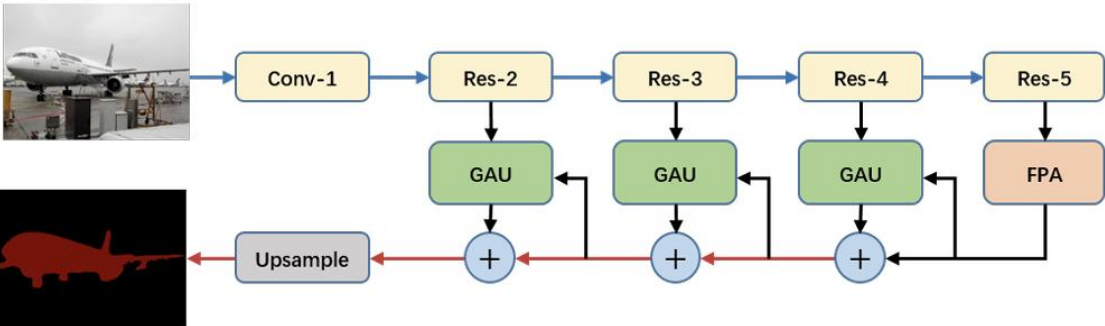 Conv-1
Res-2
Res-3
Res-4
Res-5
GAU
GAU
GAU
FPA
Upsample
+
+
+